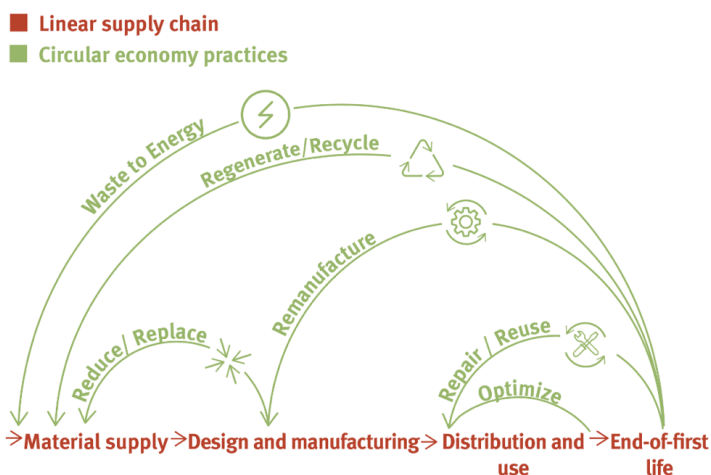 Linear supply chain
Circular economy practices
Waste to Energy
Regenerate/Recycle
Remanufacture
Reduce/ Replace
Repair / Reuse
Optimize
Material supply
Design and manufacturing
Distribution and
use
End-of-first
life